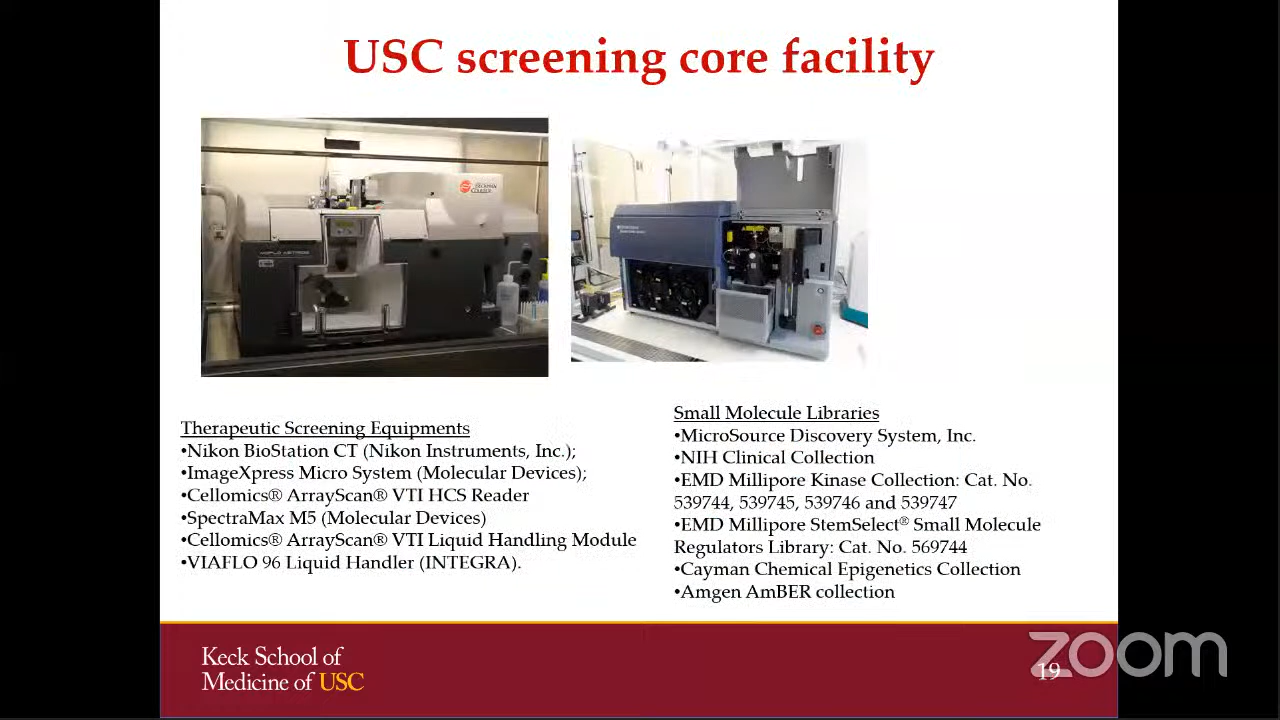 USC screening core facility
BECKMAN
COULTER
Therapeutic Screening Equipments
•Nikon BioStation CT (Nikon Instruments, Inc.);
•ImageXpress Micro System (Molecular Devices);
•Cellomics® ArrayScan® VTI HCS Reader
•SpectraMax M5 (Molecular Devices)
•Cellomics® ArrayScan® VTI Liquid Handling Module
•VIAFLO 96 Liquid Handler (INTEGRA).
Small Molecule Libraries
•MicroSource Discovery System, Inc.
•NIH Clinical Collection
•EMD Millipore Kinase Collection: Cat. No.
539744, 539745, 539746 and 539747
•EMD Millipore StemSelect® Small Molecule
Regulators Library: Cat. No. 569744
•Cayman Chemical Epigenetics Collection
•Amgen AmBER collection
Keck School of
Medicine of USC
19
zoom